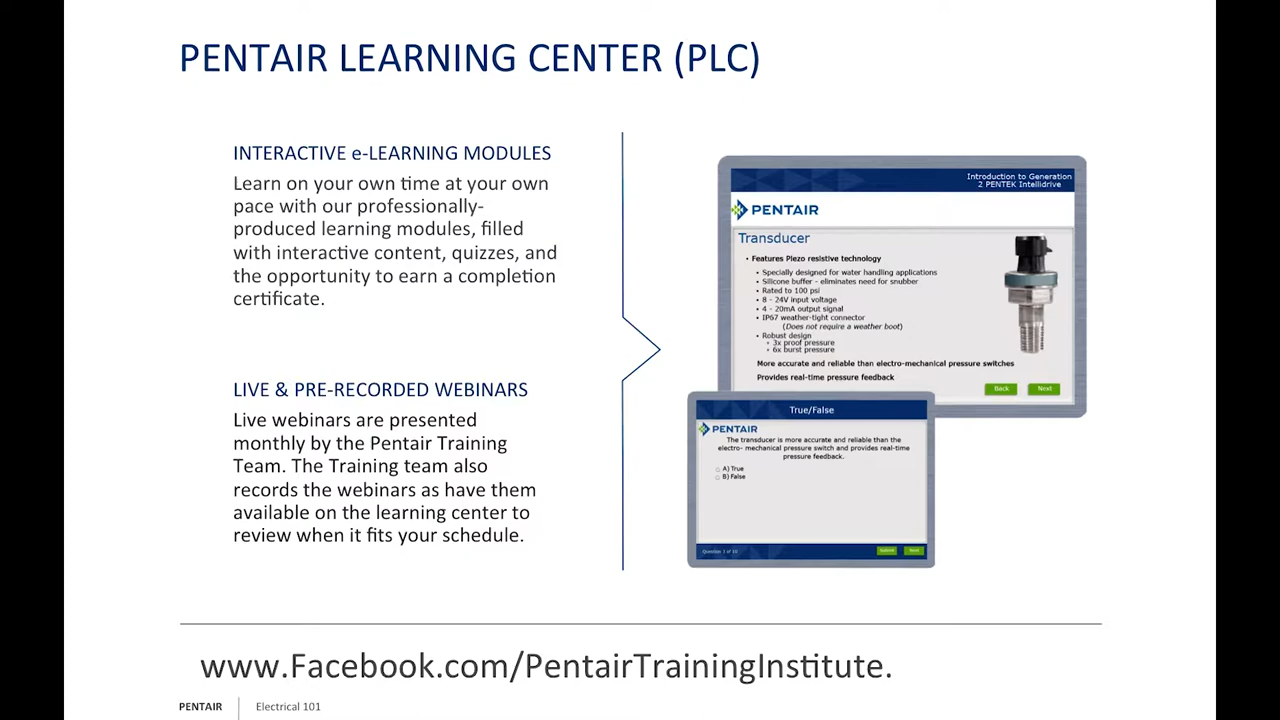 PENTAIR LEARNING CENTER (PLC)
INTERACTIVE e-LEARNING MODULES
Learn on your own time at your own
pace with our professionally-
produced learning modules, filled
with interactive content, quizzes, and
the opportunity to earn a completion
certificate.
LIVE & PRE-RECORDED WEBINARS
Live webinars are presented
monthly by the Pentair Training
Team. The Training team also
records the webinars as have them
available on the learning center to
review when it fits your schedule.
Introduction to Generation
2 PENTEK Intellidrive
PENTAIR
Transducer
• Features Piezo resistive technology
• Specially designed for water handling applications
• Silicone buffer - eliminates need for snubber
• Rated to 100 psi
• 8 - 24V input voltage
• 4 - 20mA output signal
• IP67 weather-tight connector
(Does not require a weather boot)
• Robust design
• 3x proof pressure
• 6x burst pressure
More accurate and reliable than electro-mechanical pressure switches
Provides real-time pressure feedback
Back Next
True/False
PENTAIR
The transducer is more accurate and reliable than the
electro- mechanical pressure switch and provides real-time
pressure feedback.
A) True
B) False
Question 3 of 10
Submit Next
www.Facebook.com/PentairTrainingInstitute.
PENTAIR Electrical 101